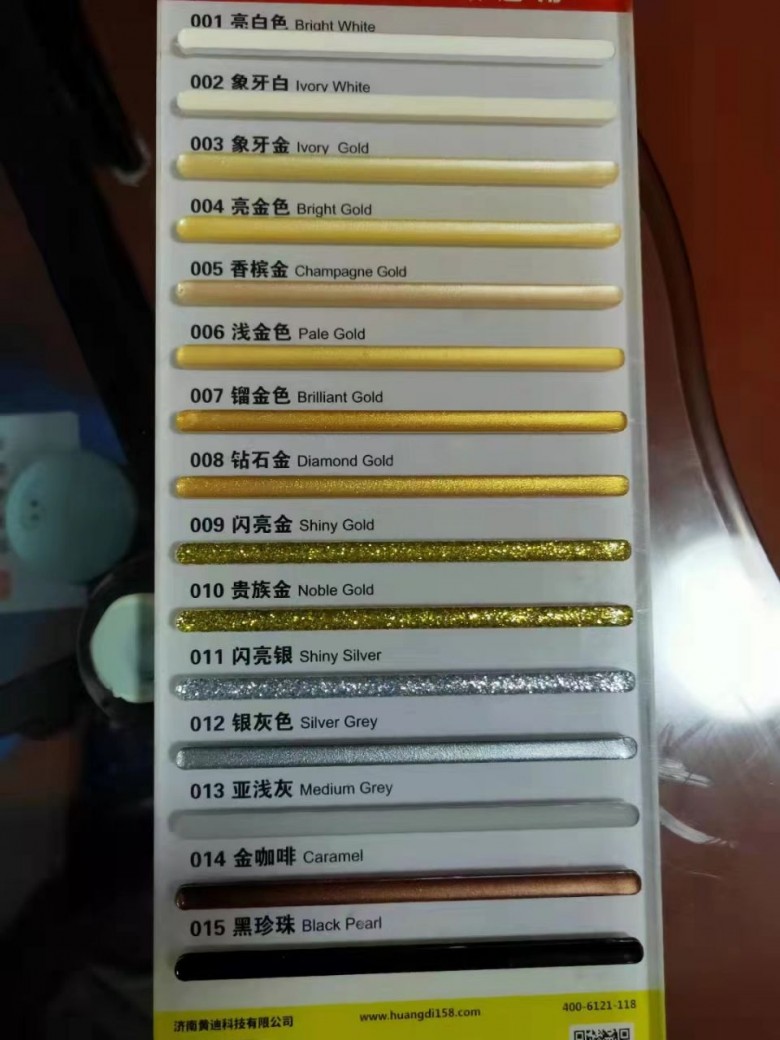 001 亮白色 Bright White
002 象牙白 Ivory White
003 象牙金 Ivory Gold
004 亮金色 Bright Gold
005 香槟金 Champagne Gold
006 浅金色 Pale Gold
007 镏金色 Brilliant Gold
008 钻石金 Diamond Gold
009 闪亮金 Shiny Gold
010 贵族金 Noble Gold
011 闪亮银 Shiny Silver
012 银灰色 Silver Grey
013 亚浅灰 Medium Grey
014 金咖啡 Caramel
015 黑珍珠 Black Pearl
济南黄迪科技有限公司 www.huangdi158.com 400-6121-118